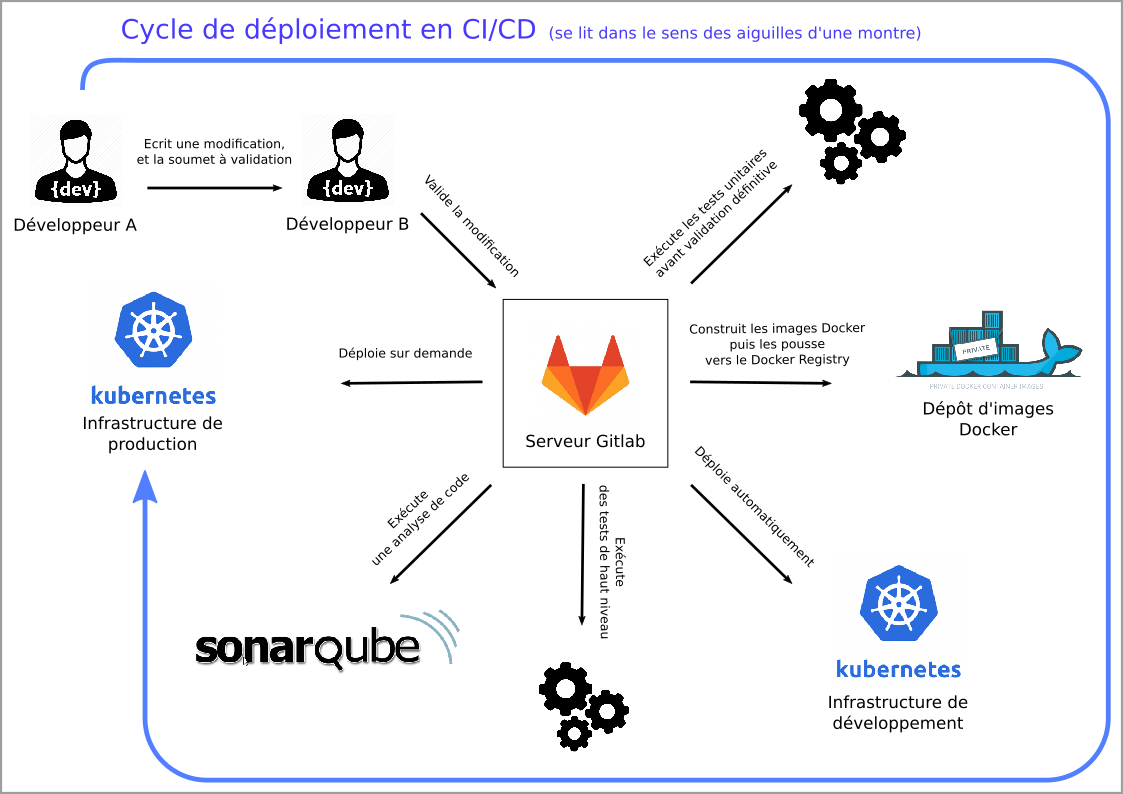 Cycle de déploiement en CI/CD (se lit dans le sens des aiguilles d'une montre)
{dev}
Développeur A
Ecrit une modification,
et la soumet à validation
{dev}
Développeur B
Valide la modification
Exécute les tests unitaires
avant validation définitive
Construit les images Docker
puis les pousse
vers le Docker Registry
PRIVATE
PRIVATE DOCKER CONTAINER IMAGES
Dépôt d'images
Docker
Serveur Gitlab
Déploie automatiquement
kubernetes
Infrastructure de
développement
Exécute
des tests de haut niveau
Exécute
une analyse de code
sonarqube
Déploie sur demande
kubernetes
Infrastructure de
production